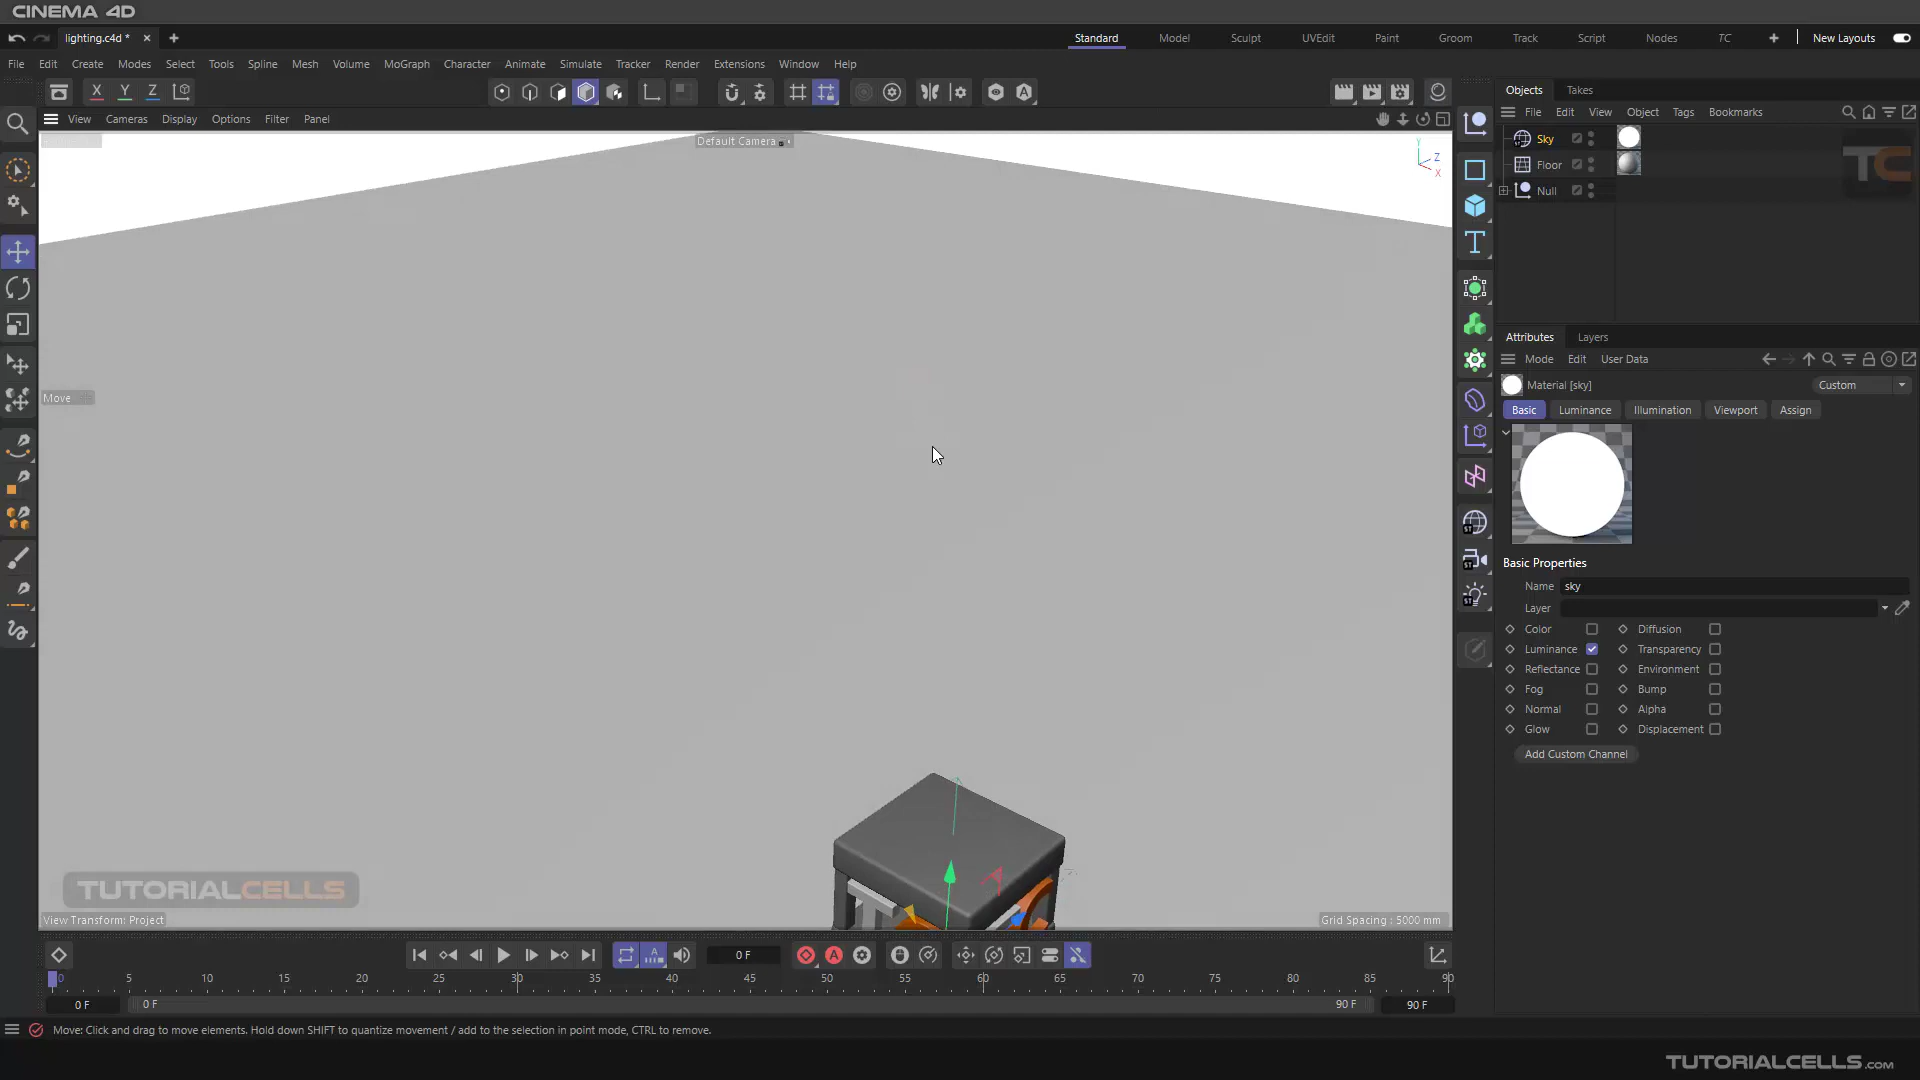 CINEMA 4D
lighting.c4d *
Standard Model Sculpt UVEdit Paint Groom Track Script Nodes TC New Layouts
File Edit Create Modes Select Tools Spline Mesh Volume MoGraph Character Animate Simulate Tracker Render Extensions Window Help
X Y Z
Objects Takes
View Cameras Display Options Filter Panel
File Edit View Object Tags Bookmarks
Default Camera
Y
Z
X
Sky
Floor
Null
TC
Attributes Layers
Mode Edit User Data
Material [sky] Custom
Basic Luminance Illumination Viewport Assign
Move
Basic Properties
Name sky
Layer
Color Diffusion
Luminance Transparency
Reflectance Environment
Fog Bump
Normal Alpha
Glow Displacement
Add Custom Channel
ST
ST
ST
TUTORIALCELLS
View Transform: Project
Grid Spacing : 5000 mm
0 F
0 5 10 15 20 25 30 35 40 45 50 55 60 65 70 75 80 85 90
0 F 0 F 90 F 90 F
Move: Click and drag to move elements. Hold down SHIFT to quantize movement / add to the selection in point mode, CTRL to remove.
TUTORIALCELLS.com